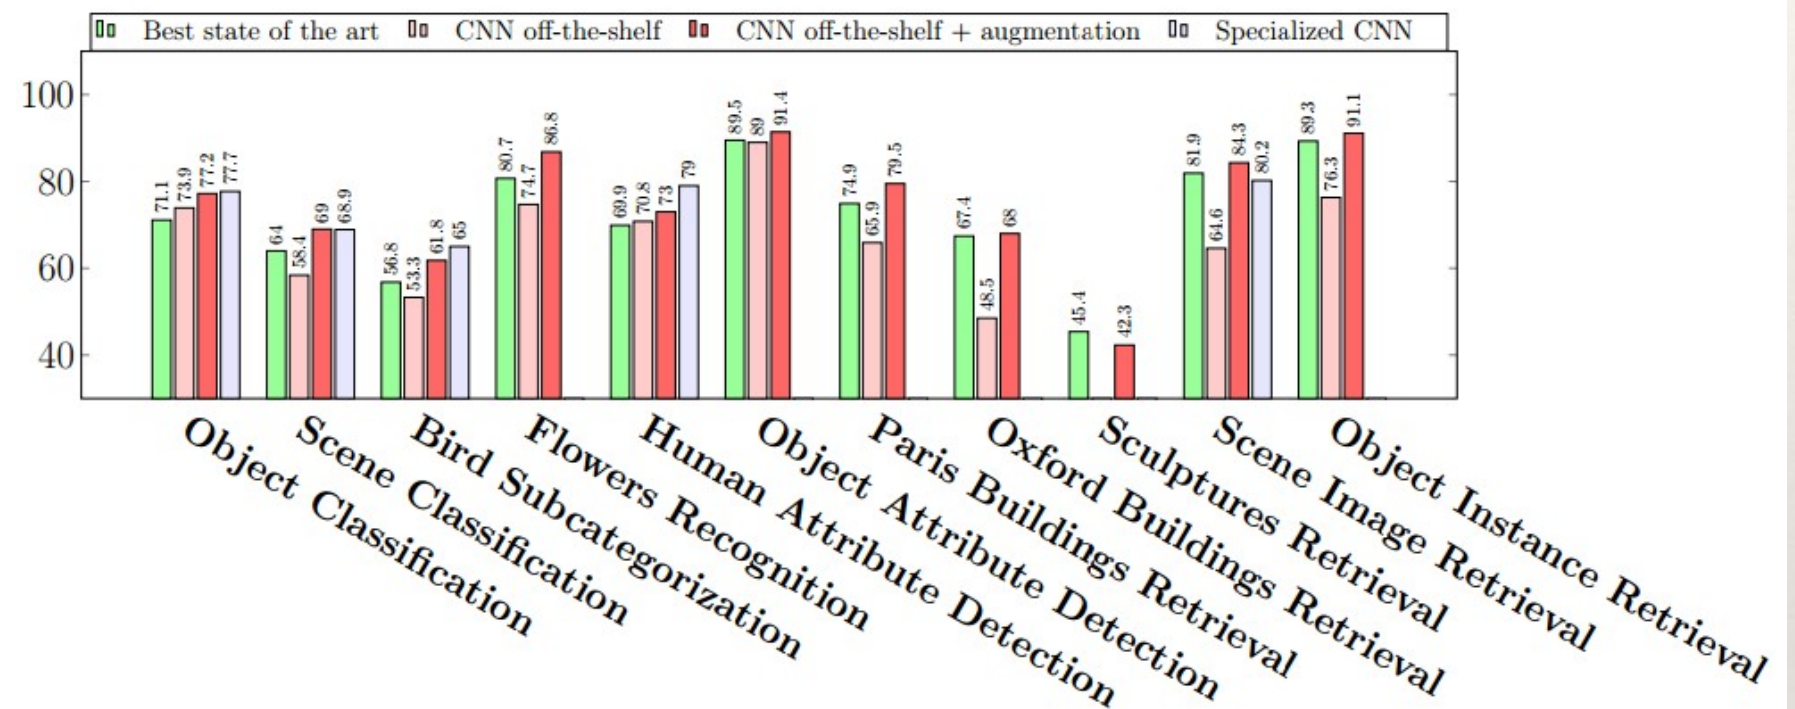 Best state of the art CNN off-the-shelf CNN off-the-shelf + augmentation Specialized CNN
100
80
60
40
71.1 73.9 77.2 77.7
64 58.4 69 68.9
56.8 53.3 61.8 65
80.7 74.7 86.8
69.9 70.8 73 79
89.5 89 91.4
74.9 65.9 79.5
67.4 48.5 68
45.4 42.3
81.9 64.6 84.3 80.2
89.3 76.3 91.1
Object Classification
Scene Classification
Bird Subcategorization
Flowers Recognition
Human Attribute Detection
Object Attribute Detection
Paris Buildings Retrieval
Oxford Buildings Retrieval
Sculptures Retrieval
Scene Image Retrieval
Object Instance Retrieval